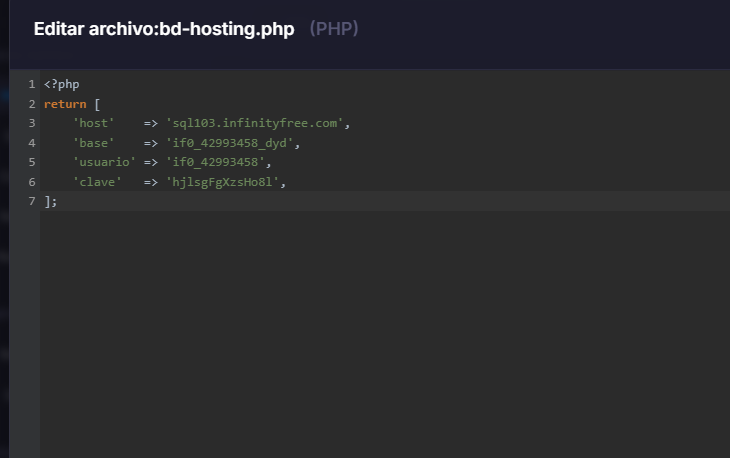 Editar archivo:bd-hosting.php (PHP)
1 <?php
2 return [
3 'host' => 'sql103.infinityfree.com',
4 'base' => 'if0_42993458_dyd',
5 'usuario' => 'if0_42993458',
6 'clave' => 'hjlsgFgXzsHo8l',
7 ];